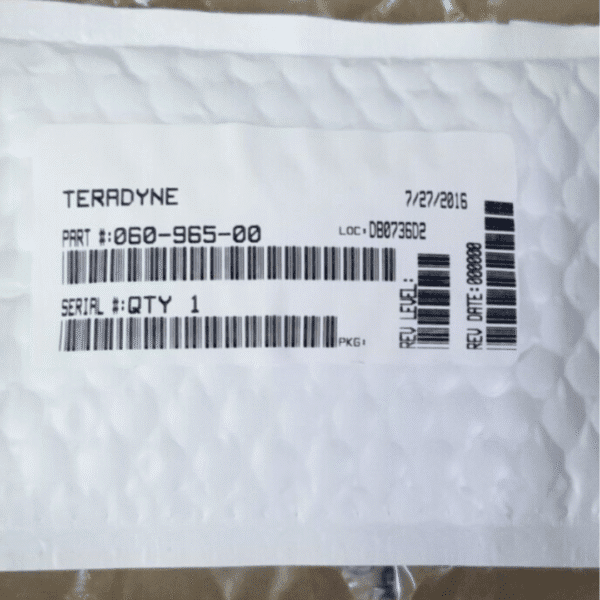 TERADYNE
7/27/2016
PART #:060-965-00
LOC:DB0736D2
SERIAL #:QTY 1
PKG:
REV LEVEL:
REV DATE:000000